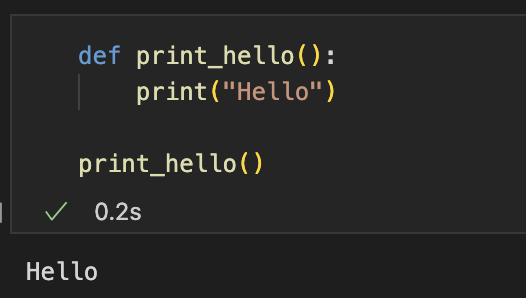 def print_hello():
    print("Hello")
print_hello()
✓ 0.2s
Hello